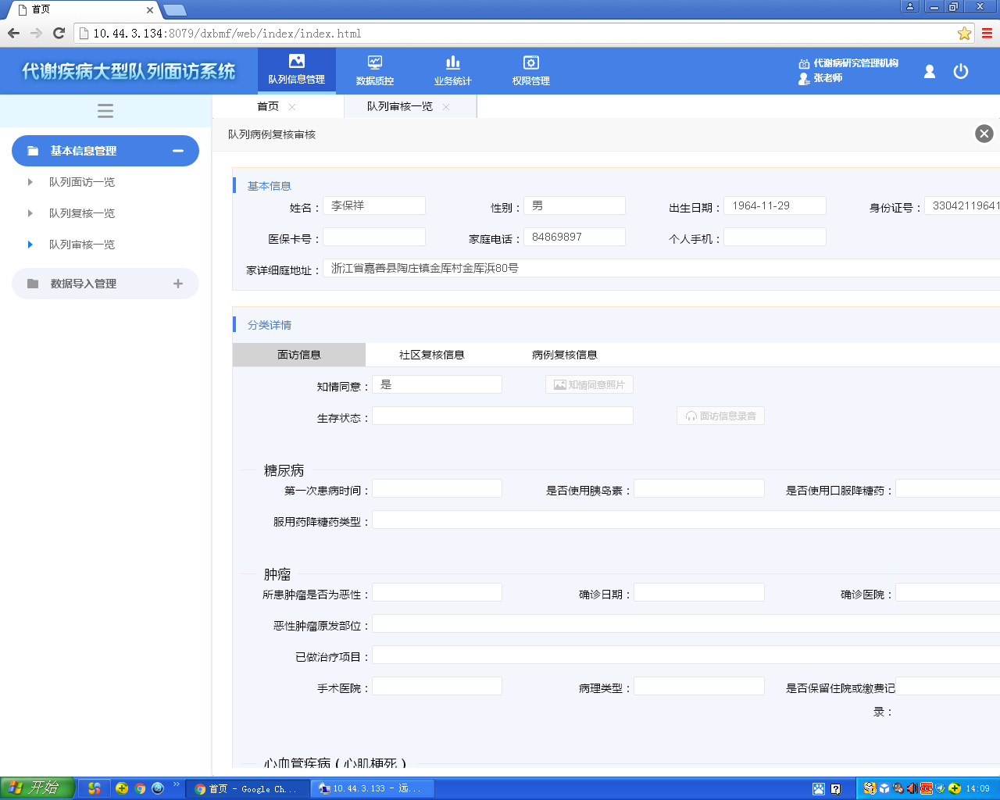 首页
10.44.3.134:8079/dxbmf/web/index/index.html
代谢疾病大型队列面访系统
队列信息管理
数据质控
业务统计
权限管理
代谢病研究管理机构
张老师
首页
队列审核一览
基本信息管理
队列面访一览
队列复核一览
队列审核一览
数据导入管理
队列病例复核审核
基本信息
姓名： 李保祥 性别： 男 出生日期： 1964-11-29 身份证号： 33042119641
医保卡号： 家庭电话： 84869897 个人手机：
家详细庭地址： 浙江省嘉善县陶庄镇金厍村金厍浜80号
分类详情
面访信息 社区复核信息 病例复核信息
知情同意： 是 知情同意照片
生存状态： 面访信息录音
糖尿病
第一次患病时间： 是否使用胰岛素： 是否使用口服降糖药：
服用药降糖药类型：
肿瘤
所患肿瘤是否为恶性： 确诊日期： 确诊医院：
恶性肿瘤原发部位：
已做治疗项目：
手术医院： 病理类型： 是否保留住院或缴费记
录：
心血管疾病（心肌梗死）
开始
首页 - Google Ch...
10.44.3.133 - 远...
14:09